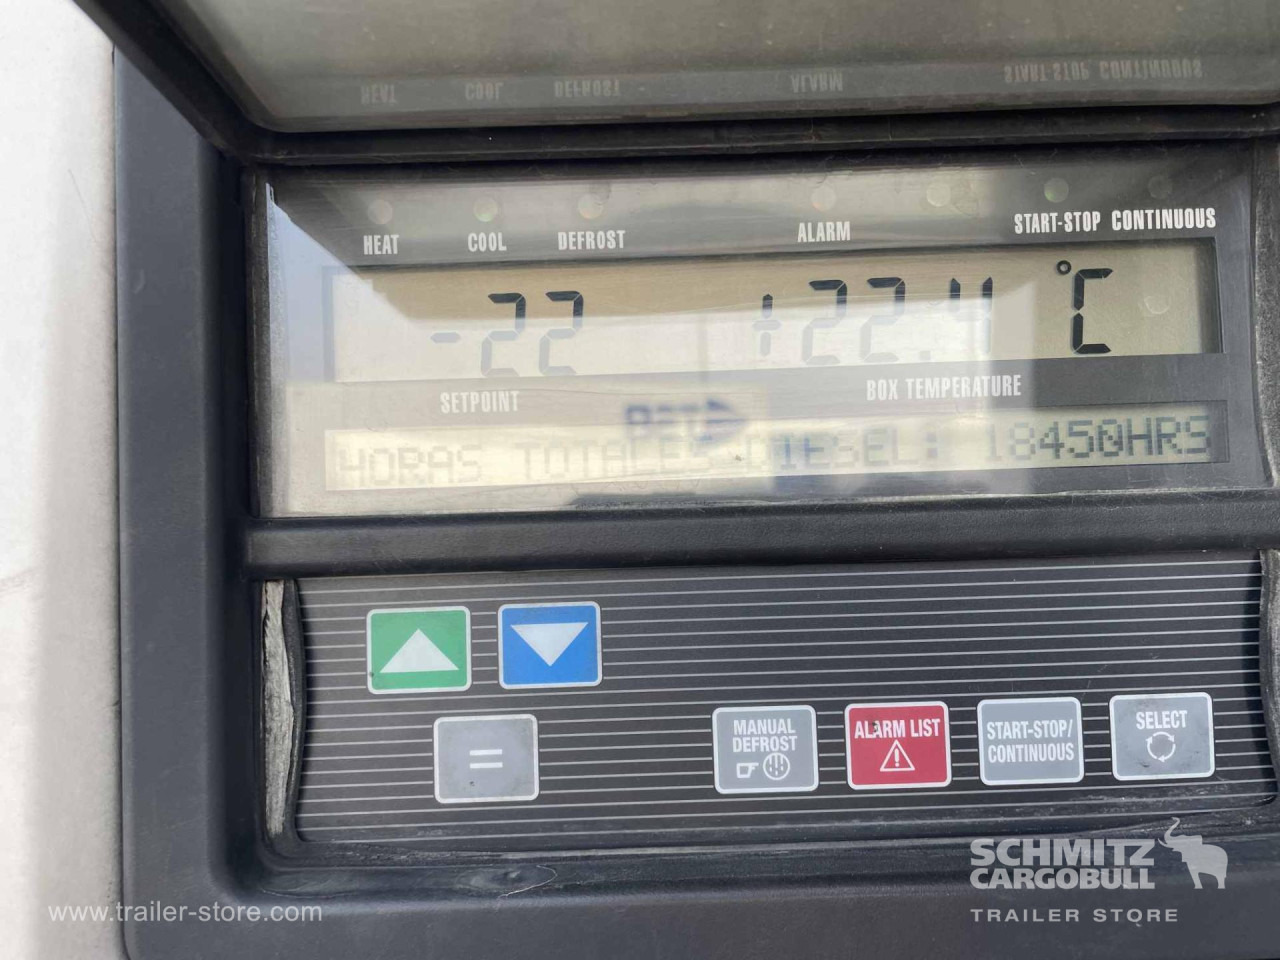 HEAT COOL DEFROST ALARM START-STOP CONTINUOUS
-22 +22.4 °C
SETPOINT BOX TEMPERATURE
HORAS TOTALES DIESEL: 18450HRS
=
MANUAL DEFROST
ALARM LIST
START-STOP/
CONTINUOUS
SELECT
SCHMITZ
CARGOBULL
TRAILER STORE
www.trailer-store.com